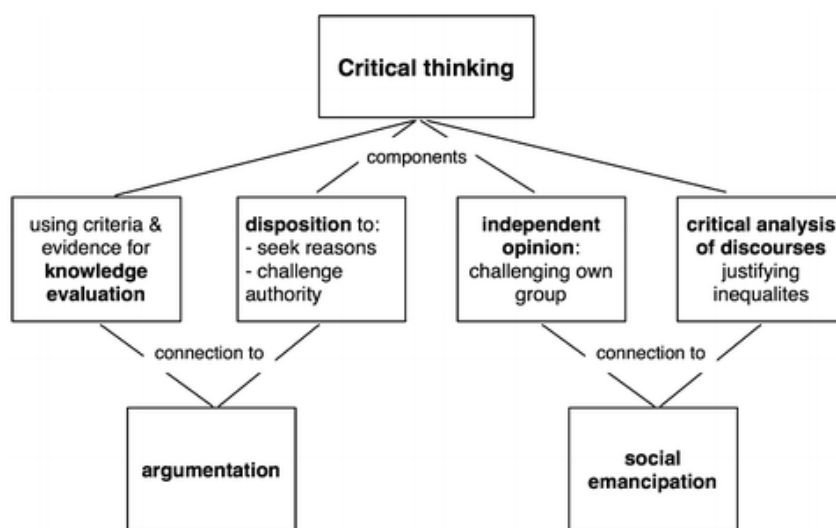 Critical thinking
components
using criteria &
evidence for
knowledge
evaluation
disposition to:
- seek reasons
- challenge
authority
independent
opinion:
challenging own
group
critical analysis
of discourses
justifying
inequalites
connection to
connection to
argumentation
social
emancipation